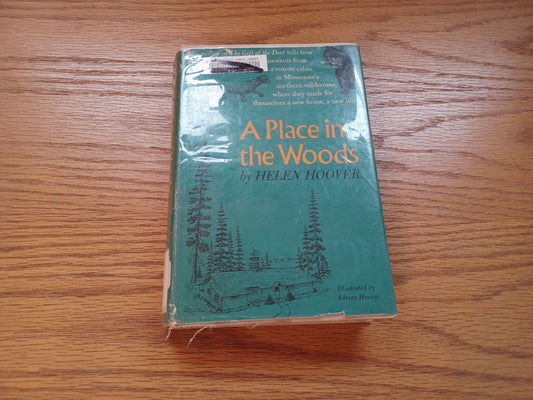 The Gift of the Deer tells how
innocents from
a remote cabin
in Minnesota's
northern wilderness,
where they made for
themselves a new home, a new life
A Place in
the Woods
by HELEN HOOVER
Illustrated by
Adrian Hoover